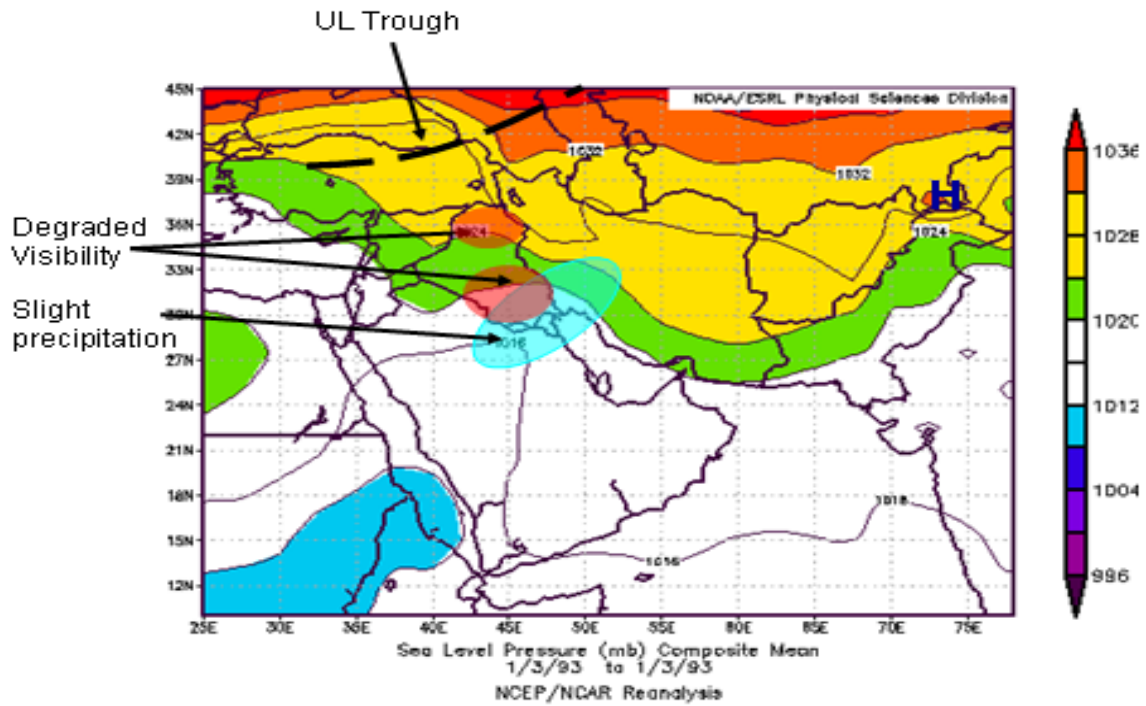 UL Trough
NOAA/ESRL Physical Sciences Division
Degraded
Visibility
Slight
precipitation
45N
42N
39N
36N
33N
30N
27N
24N
21N
18N
15N
12N
1032
1032
H
1024
1024
1016
1016
1016
25E
30E
35E
40E
45E
50E
55E
60E
65E
70E
75E
1036
1028
1020
1012
1004
996
Sea Level Pressure (mb) Composite Mean
1/3/93 to 1/3/93
NCEP/NCAR Reanalysis